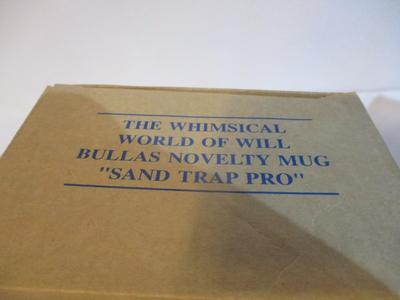 THE WHIMSICAL
WORLD OF WILL
BULLAS NOVELTY MUG
"SAND TRAP PRO"